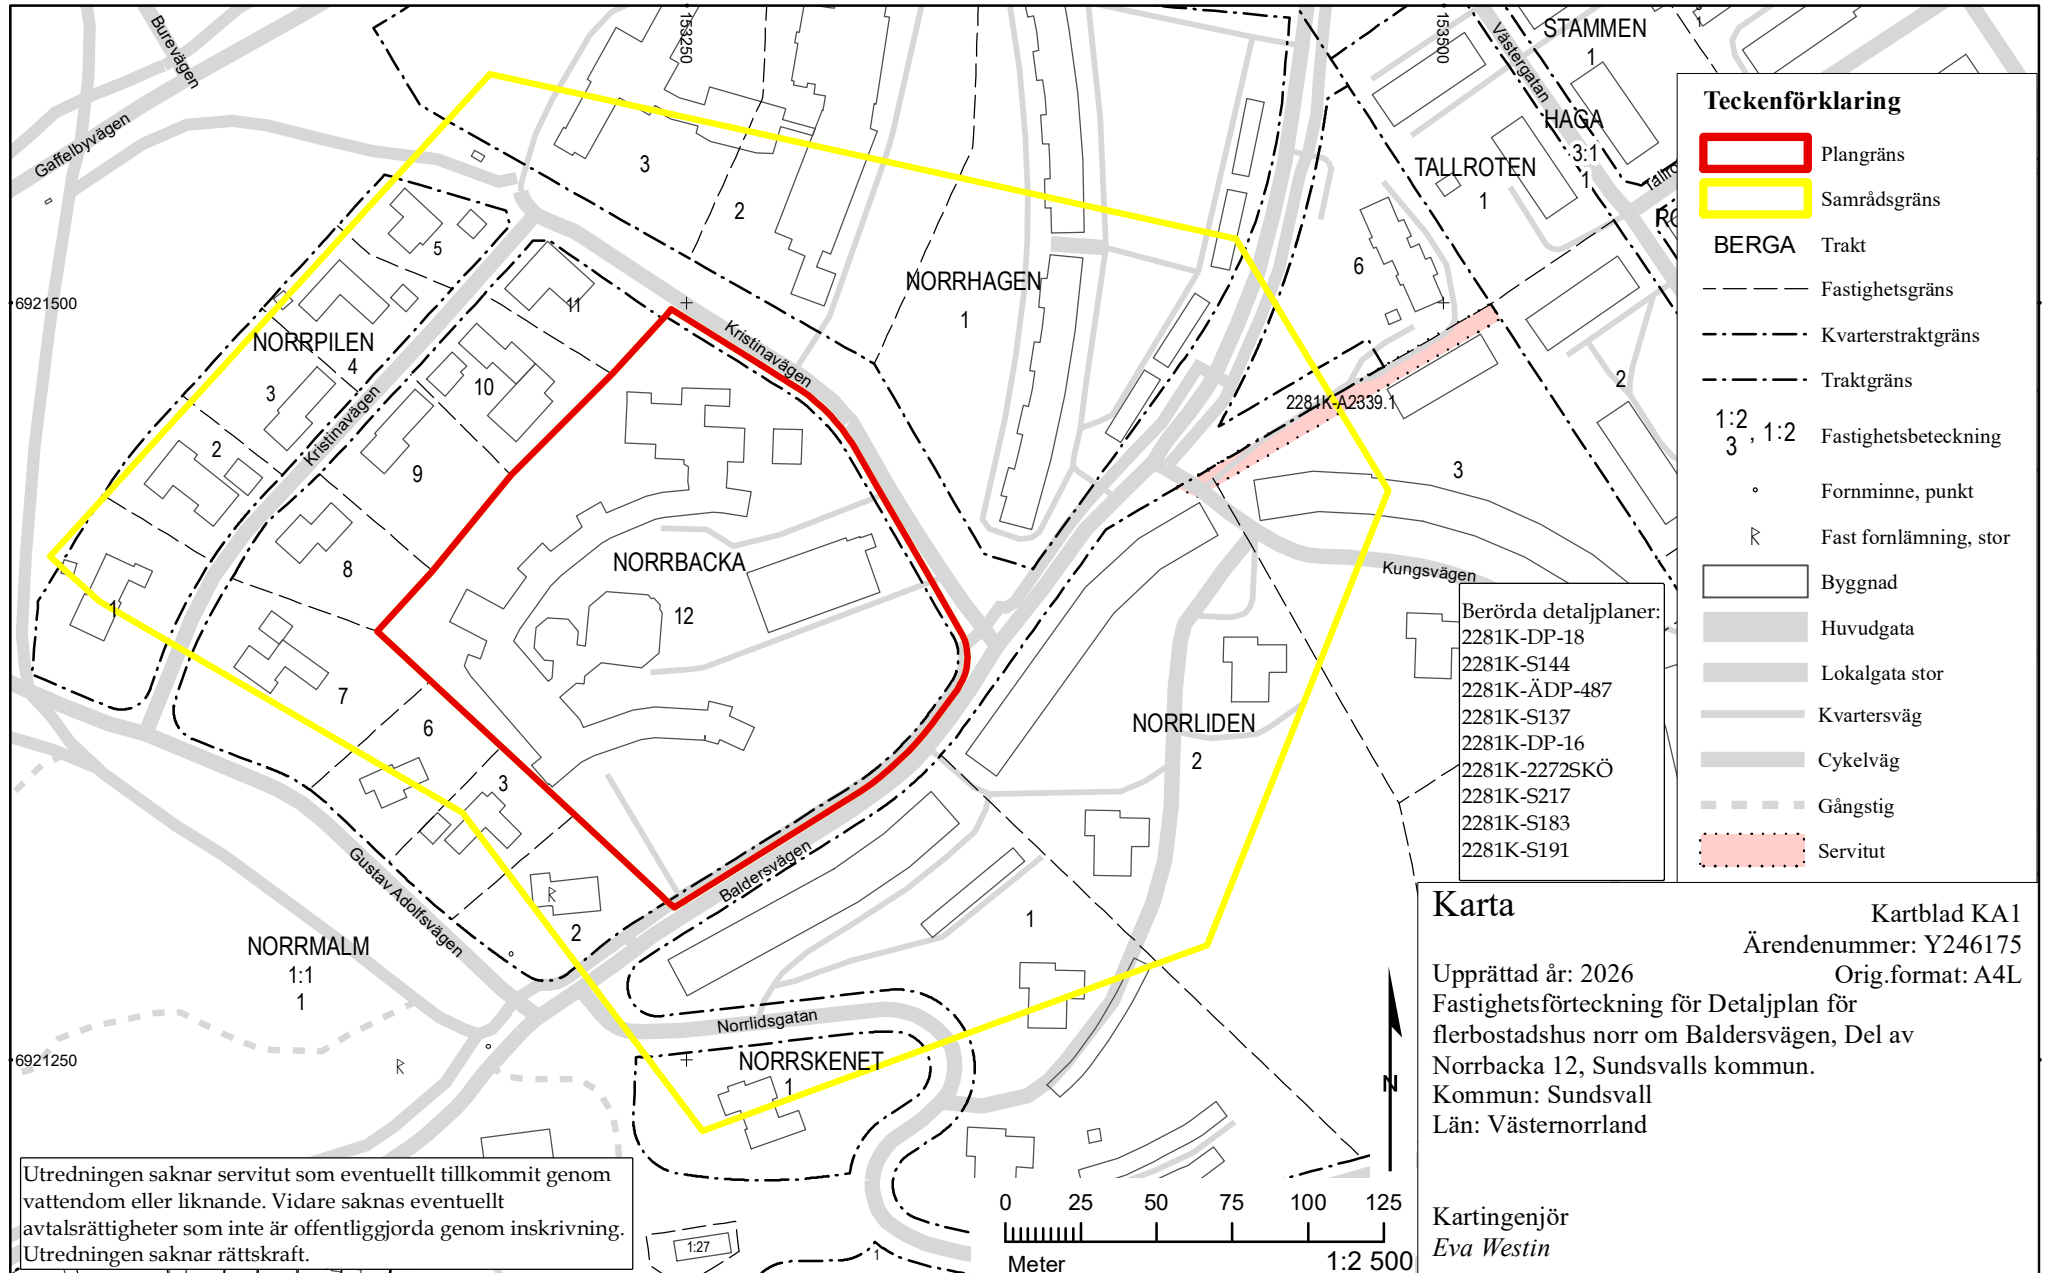 Burevägen
153250
153500
Västergatan
STAMMEN
1
Gaffelbyvägen
HAGA
3:1
1
TALLROTEN
1
3
2
5
6
NORRHAGEN
1
6921500
11
Kristinavägen
NORRPILEN
4
3
10
2
Kristinavägen
9
2281K-A2339.1
2
3
8
NORRBACKA
12
Kungsvägen
1
7
6
3
NORRLIDEN
2
Baldersvägen
Gustav Adolfsvägen
2
1
NORRMALM
1:1
1
Norrlidsgatan
6921250
NORRSKENET
1
1:27
1
Teckenförklaring
Plangräns
Samrådsgräns
BERGA Trakt
Fastighetsgräns
Kvarterstraktgräns
Traktgräns
1:2
3 , 1:2 Fastighetsbeteckning
Fornminne, punkt
Fast fornlämning, stor
Byggnad
Huvudgata
Lokalgata stor
Kvartersväg
Cykelväg
Gångstig
Servitut
Berörda detaljplaner:
2281K-DP-18
2281K-S144
2281K-ÄDP-487
2281K-S137
2281K-DP-16
2281K-2272SKÖ
2281K-S217
2281K-S183
2281K-S191
Karta
Kartblad KA1
Ärendenummer: Y246175
Upprättad år: 2026 Orig.format: A4L
Fastighetsförteckning för Detaljplan för
flerbostadshus norr om Baldersvägen, Del av
Norrbacka 12, Sundsvalls kommun.
Kommun: Sundsvall
Län: Västernorrland
Kartingenjör
Eva Westin
N
0 25 50 75 100 125
Meter 1:2 500
Utredningen saknar servitut som eventuellt tillkommit genom
vattendom eller liknande. Vidare saknas eventuellt
avtalsrättigheter som inte är offentliggjorda genom inskrivning.
Utredningen saknar rättskraft.